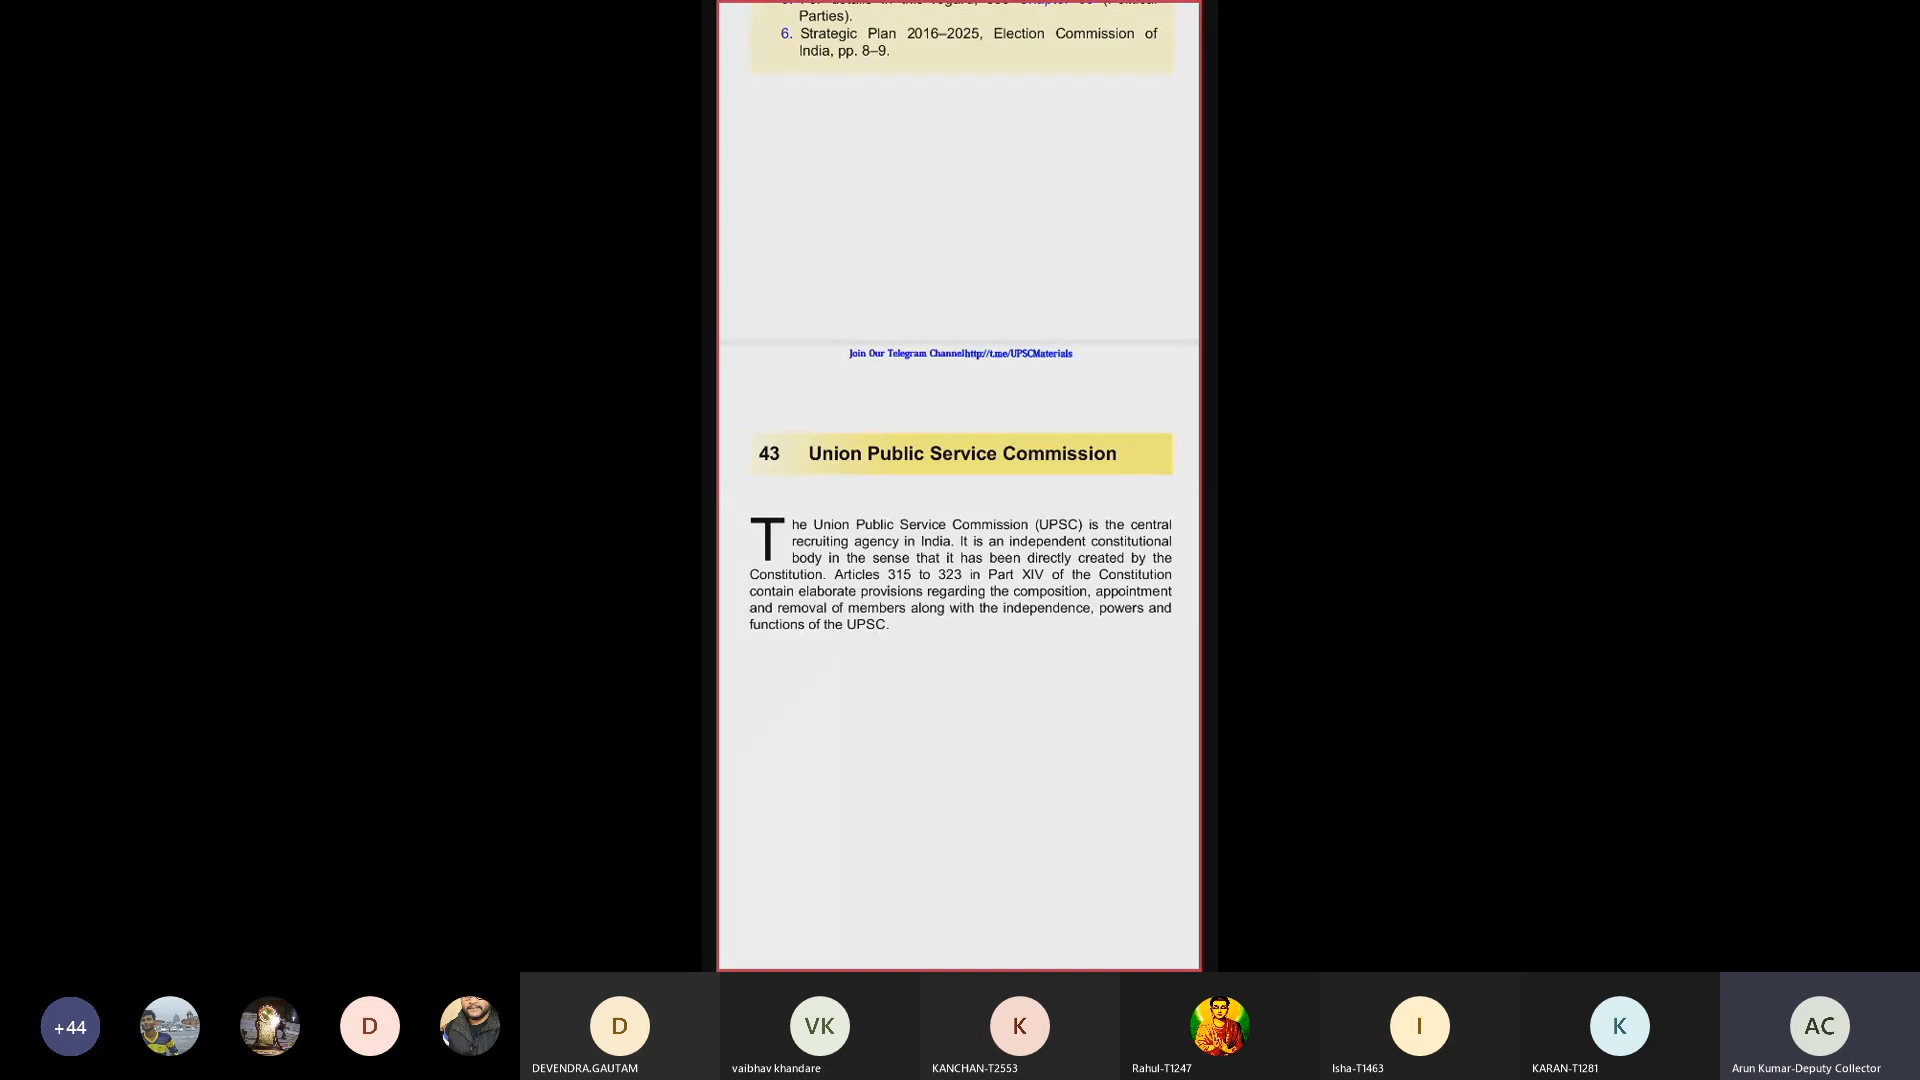 Parties).
6. Strategic Plan 2016–2025, Election Commission of
India, pp. 8–9.
Join Our Telegram Channelhttp://t.me/UPSCMaterials
43 Union Public Service Commission
The Union Public Service Commission (UPSC) is the central
recruiting agency in India. It is an independent constitutional
body in the sense that it has been directly created by the
Constitution. Articles 315 to 323 in Part XIV of the Constitution
contain elaborate provisions regarding the composition, appointment
and removal of members along with the independence, powers and
functions of the UPSC.
+44
D
D
VK
K
I
K
AC
DEVENDRA.GAUTAM
vaibhav khandare
KANCHAN-T2553
Rahul-T1247
Isha-T1463
KARAN-T1281
Arun Kumar-Deputy Collector